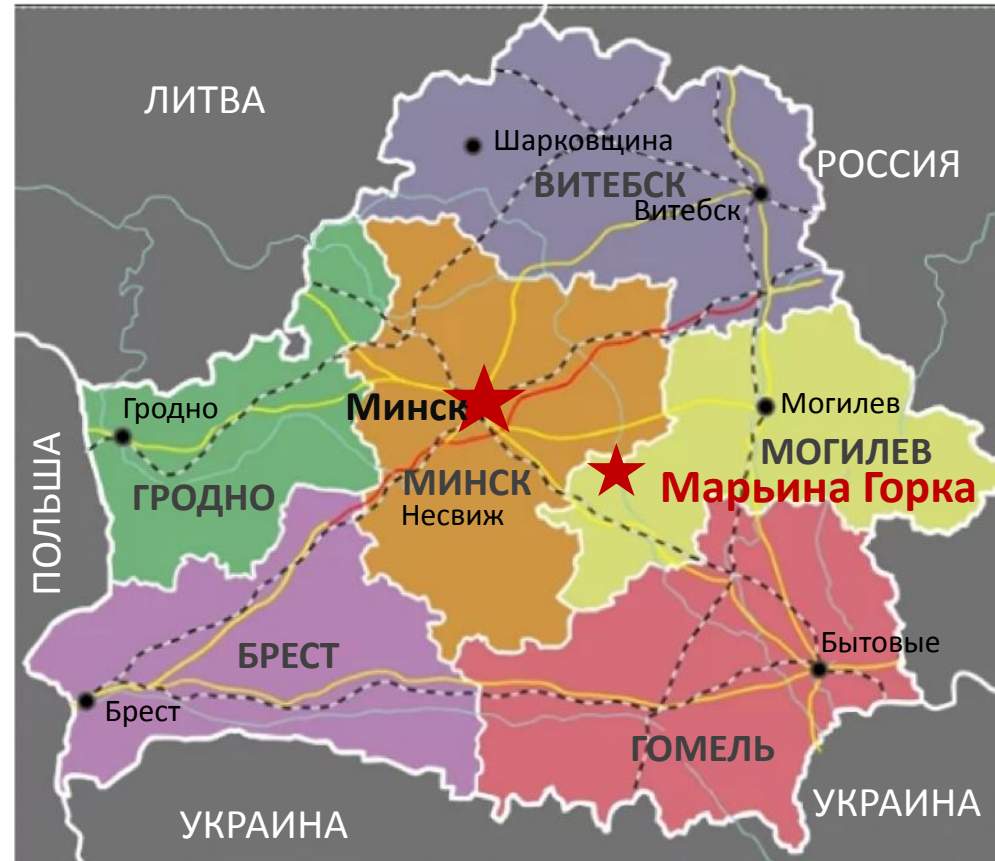 ЛИТВА
Шарковщина
РОССИЯ
ВИТЕБСК
Витебск
Гродно
Минск
Могилев
МОГИЛЕВ
МИНСК
Марьина Горка
ГРОДНО
Несвиж
ПОЛЬША
БРЕСТ
Бытовые
Брест
ГОМЕЛЬ
УКРАИНА
УКРАИНА